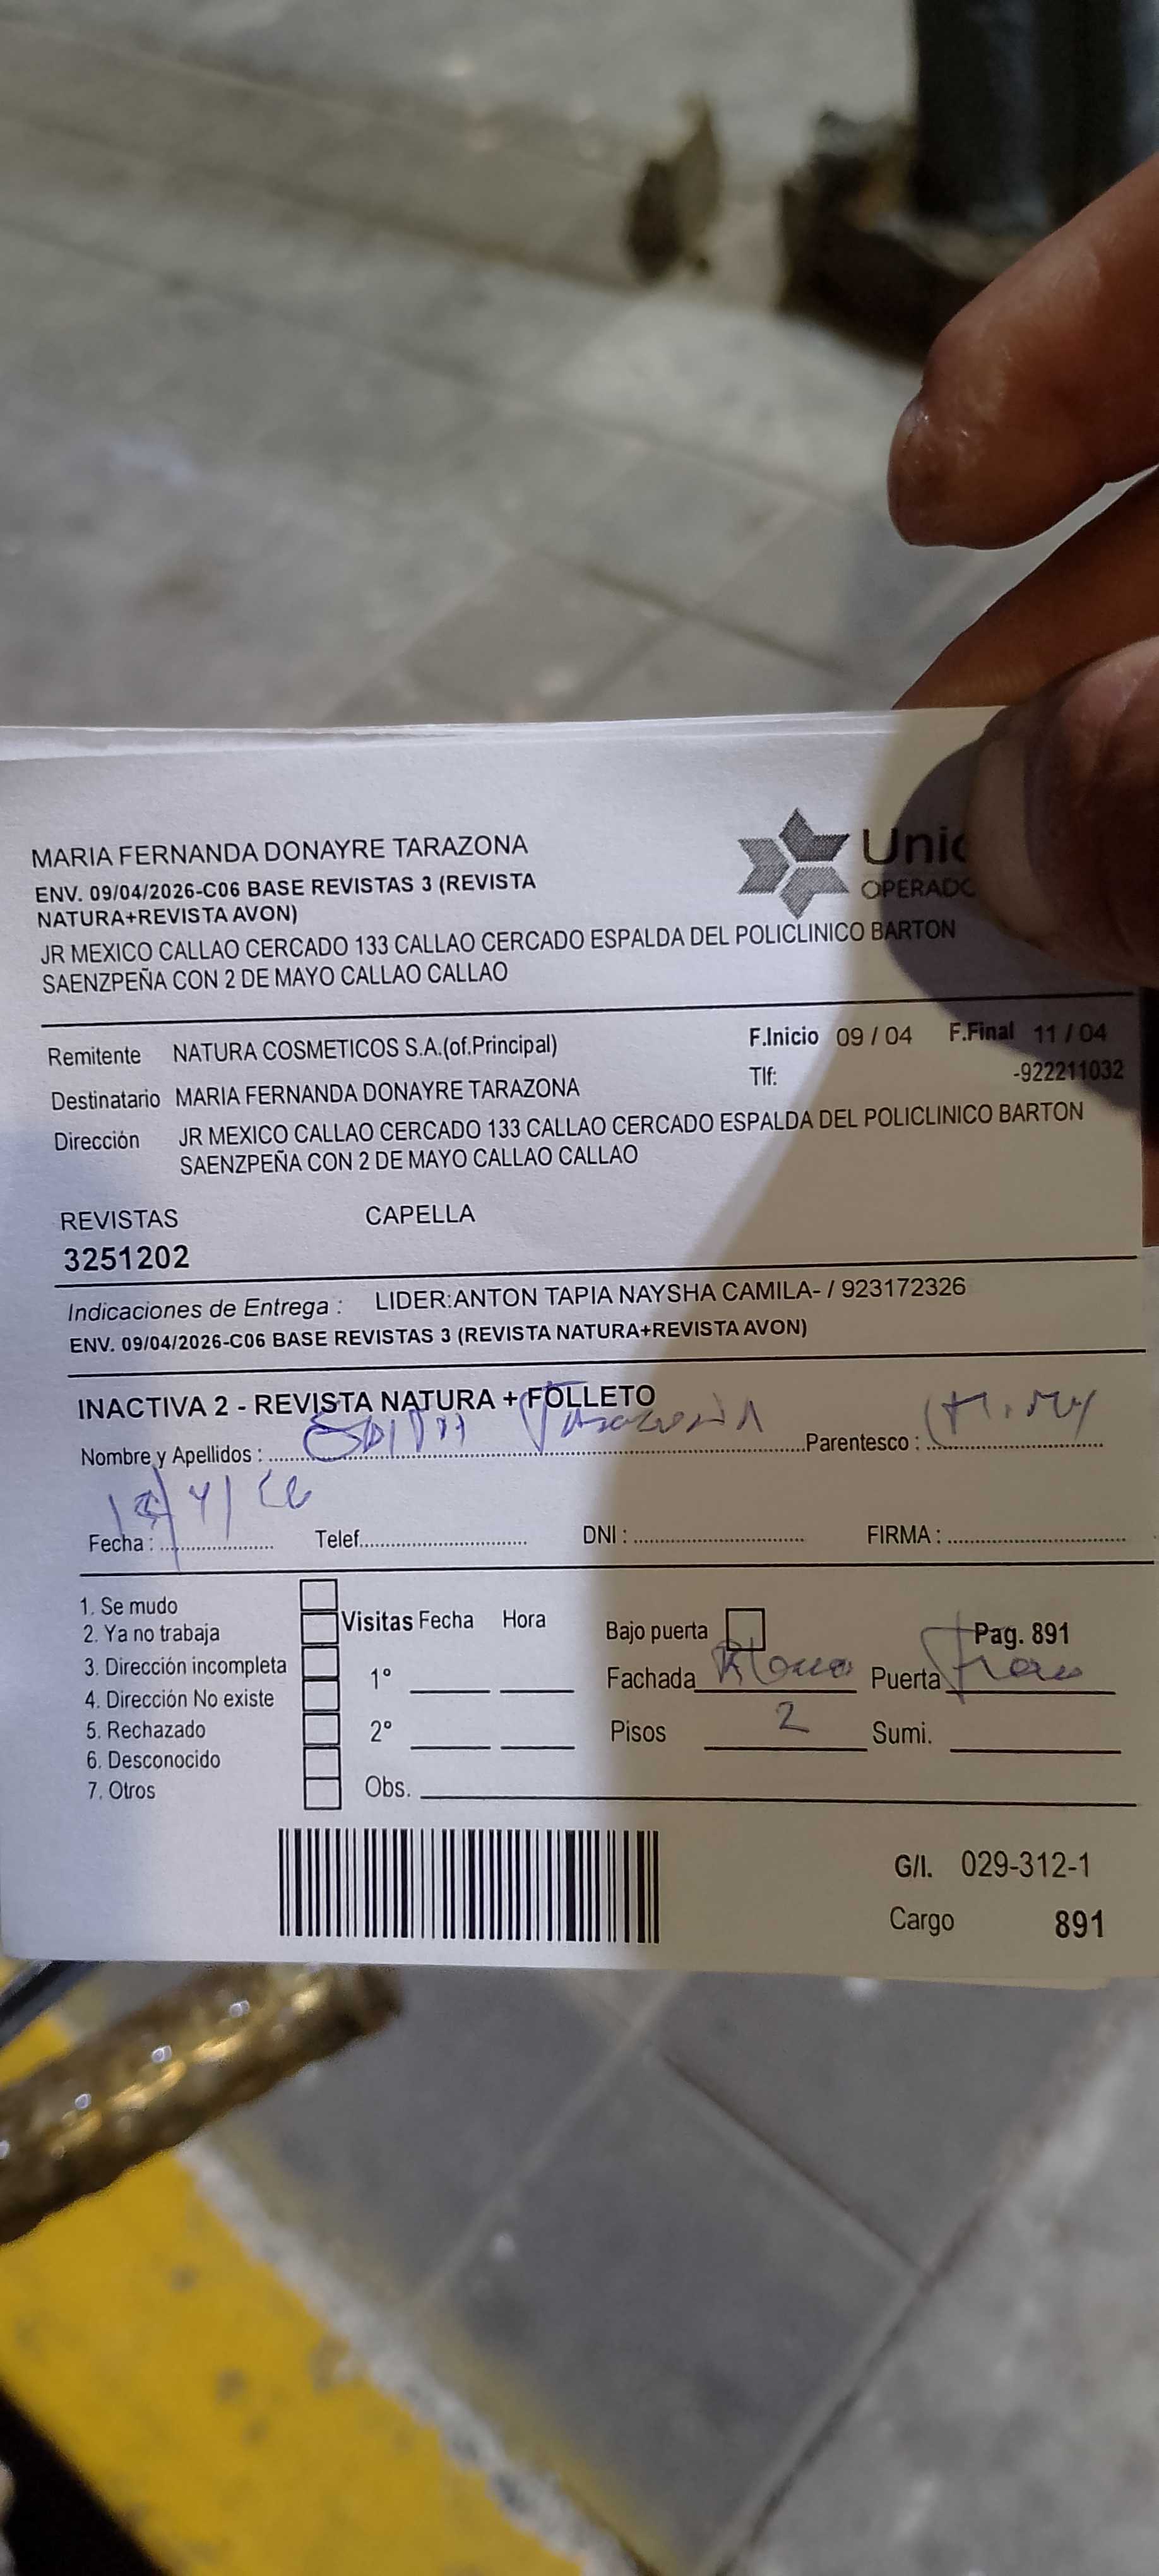 MARIA FERNANDA DONAYRE TARAZONA
ENV. 09/04/2026-C06 BASE REVISTAS 3 (REVISTA
NATURA+REVISTA AVON)
JR MEXICO CALLAO CERCADO 133 CALLAO CERCADO ESPALDA DEL POLICLINICO BARTON
SAENZPEÑA CON 2 DE MAYO CALLAO CALLAO
Remitente NATURA COSMETICOS S.A.(of.Principal) F.Inicio 09 / 04 F.Final 11 / 04
Destinatario MARIA FERNANDA DONAYRE TARAZONA Tlf: -922211032
Dirección JR MEXICO CALLAO CERCADO 133 CALLAO CERCADO ESPALDA DEL POLICLINICO BARTON
SAENZPEÑA CON 2 DE MAYO CALLAO CALLAO
REVISTAS CAPELLA
3251202
Indicaciones de Entrega : LIDER:ANTON TAPIA NAYSHA CAMILA- / 923172326
ENV. 09/04/2026-C06 BASE REVISTAS 3 (REVISTA NATURA+REVISTA AVON)
INACTIVA 2 - REVISTA NATURA + FOLLETO
Nombre y Apellidos : Tarazona Parentesco :
Fecha : Telef. DNI : FIRMA :
1. Se mudo
2. Ya no trabaja
3. Dirección incompleta
4. Dirección No existe
5. Rechazado
6. Desconocido
7. Otros
Visitas Fecha Hora
1º
2º
Obs.
Bajo puerta Pag. 891
Fachada Puerta
Pisos 2 Sumi.
G/I. 029-312-1
Cargo 891